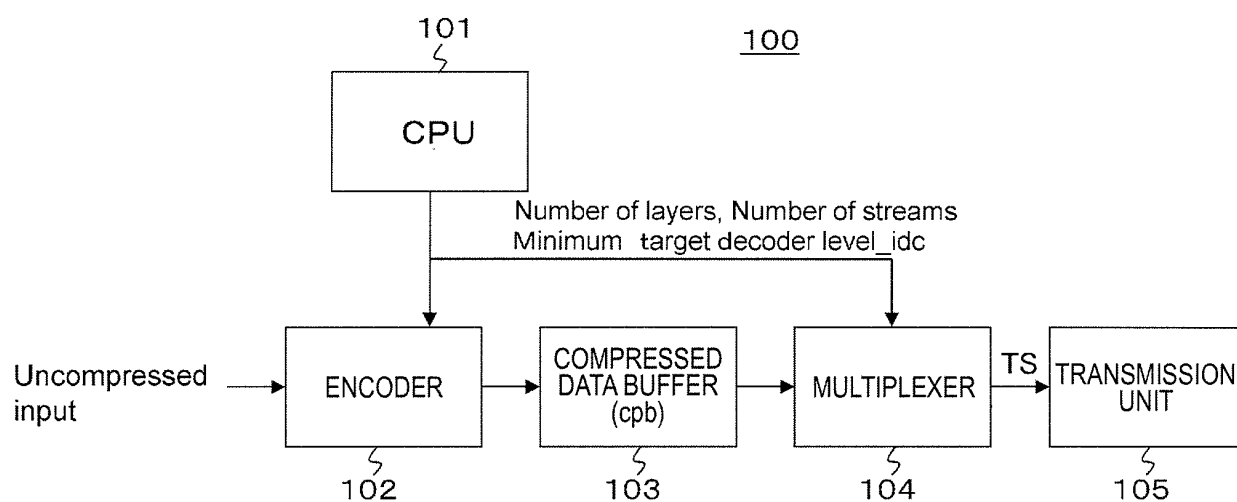 101
100
CPU
Number of layers, Number of streams
Minimum target decoder level_idc
Uncompressed
input
ENCODER
COMPRESSED
DATA BUFFER
(cpb)
MULTIPLEXER
TS
TRANSMISSION
UNIT
102
103
104
105